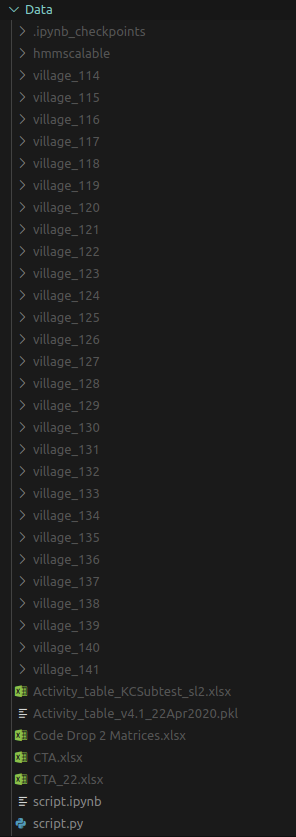 Data
.ipynb_checkpoints
hmmscalable
village_114
village_115
village_116
village_117
village_118
village_119
village_120
village_121
village_122
village_123
village_124
village_125
village_126
village_127
village_128
village_129
village_130
village_131
village_132
village_133
village_134
village_135
village_136
village_137
village_138
village_139
village_140
village_141
Activity_table_KCSubtest_sl2.xlsx
Activity_table_v4.1_22Apr2020.pkl
Code Drop 2 Matrices.xlsx
CTA.xlsx
CTA_22.xlsx
script.ipynb
script.py